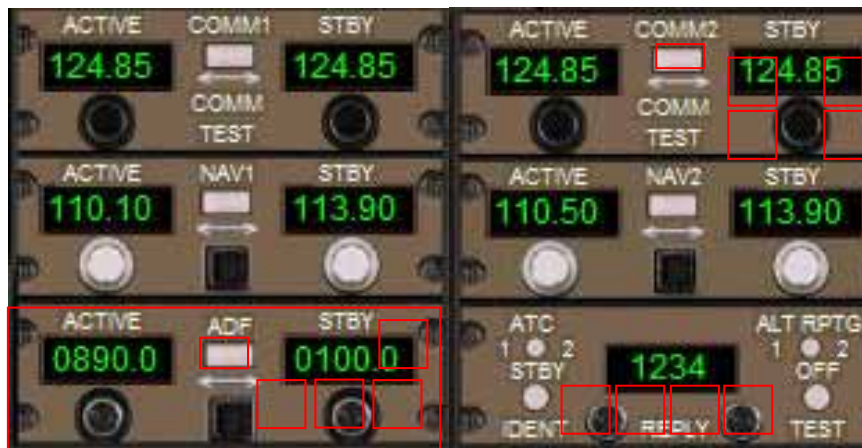 ACTIVE COMM1 STBY
124.85 124.85
COMM
TEST
ACTIVE NAV1 STBY
110.10 113.90
ACTIVE ADF STBY
0890.0 0100.0
ACTIVE COMM2 STBY
124.85 124.85
COMM
TEST
ACTIVE NAV2 STBY
110.50 113.90
ATC ALT RPTG
1 2 1 2
STBY 1234 OFF
IDENT REPLY TEST